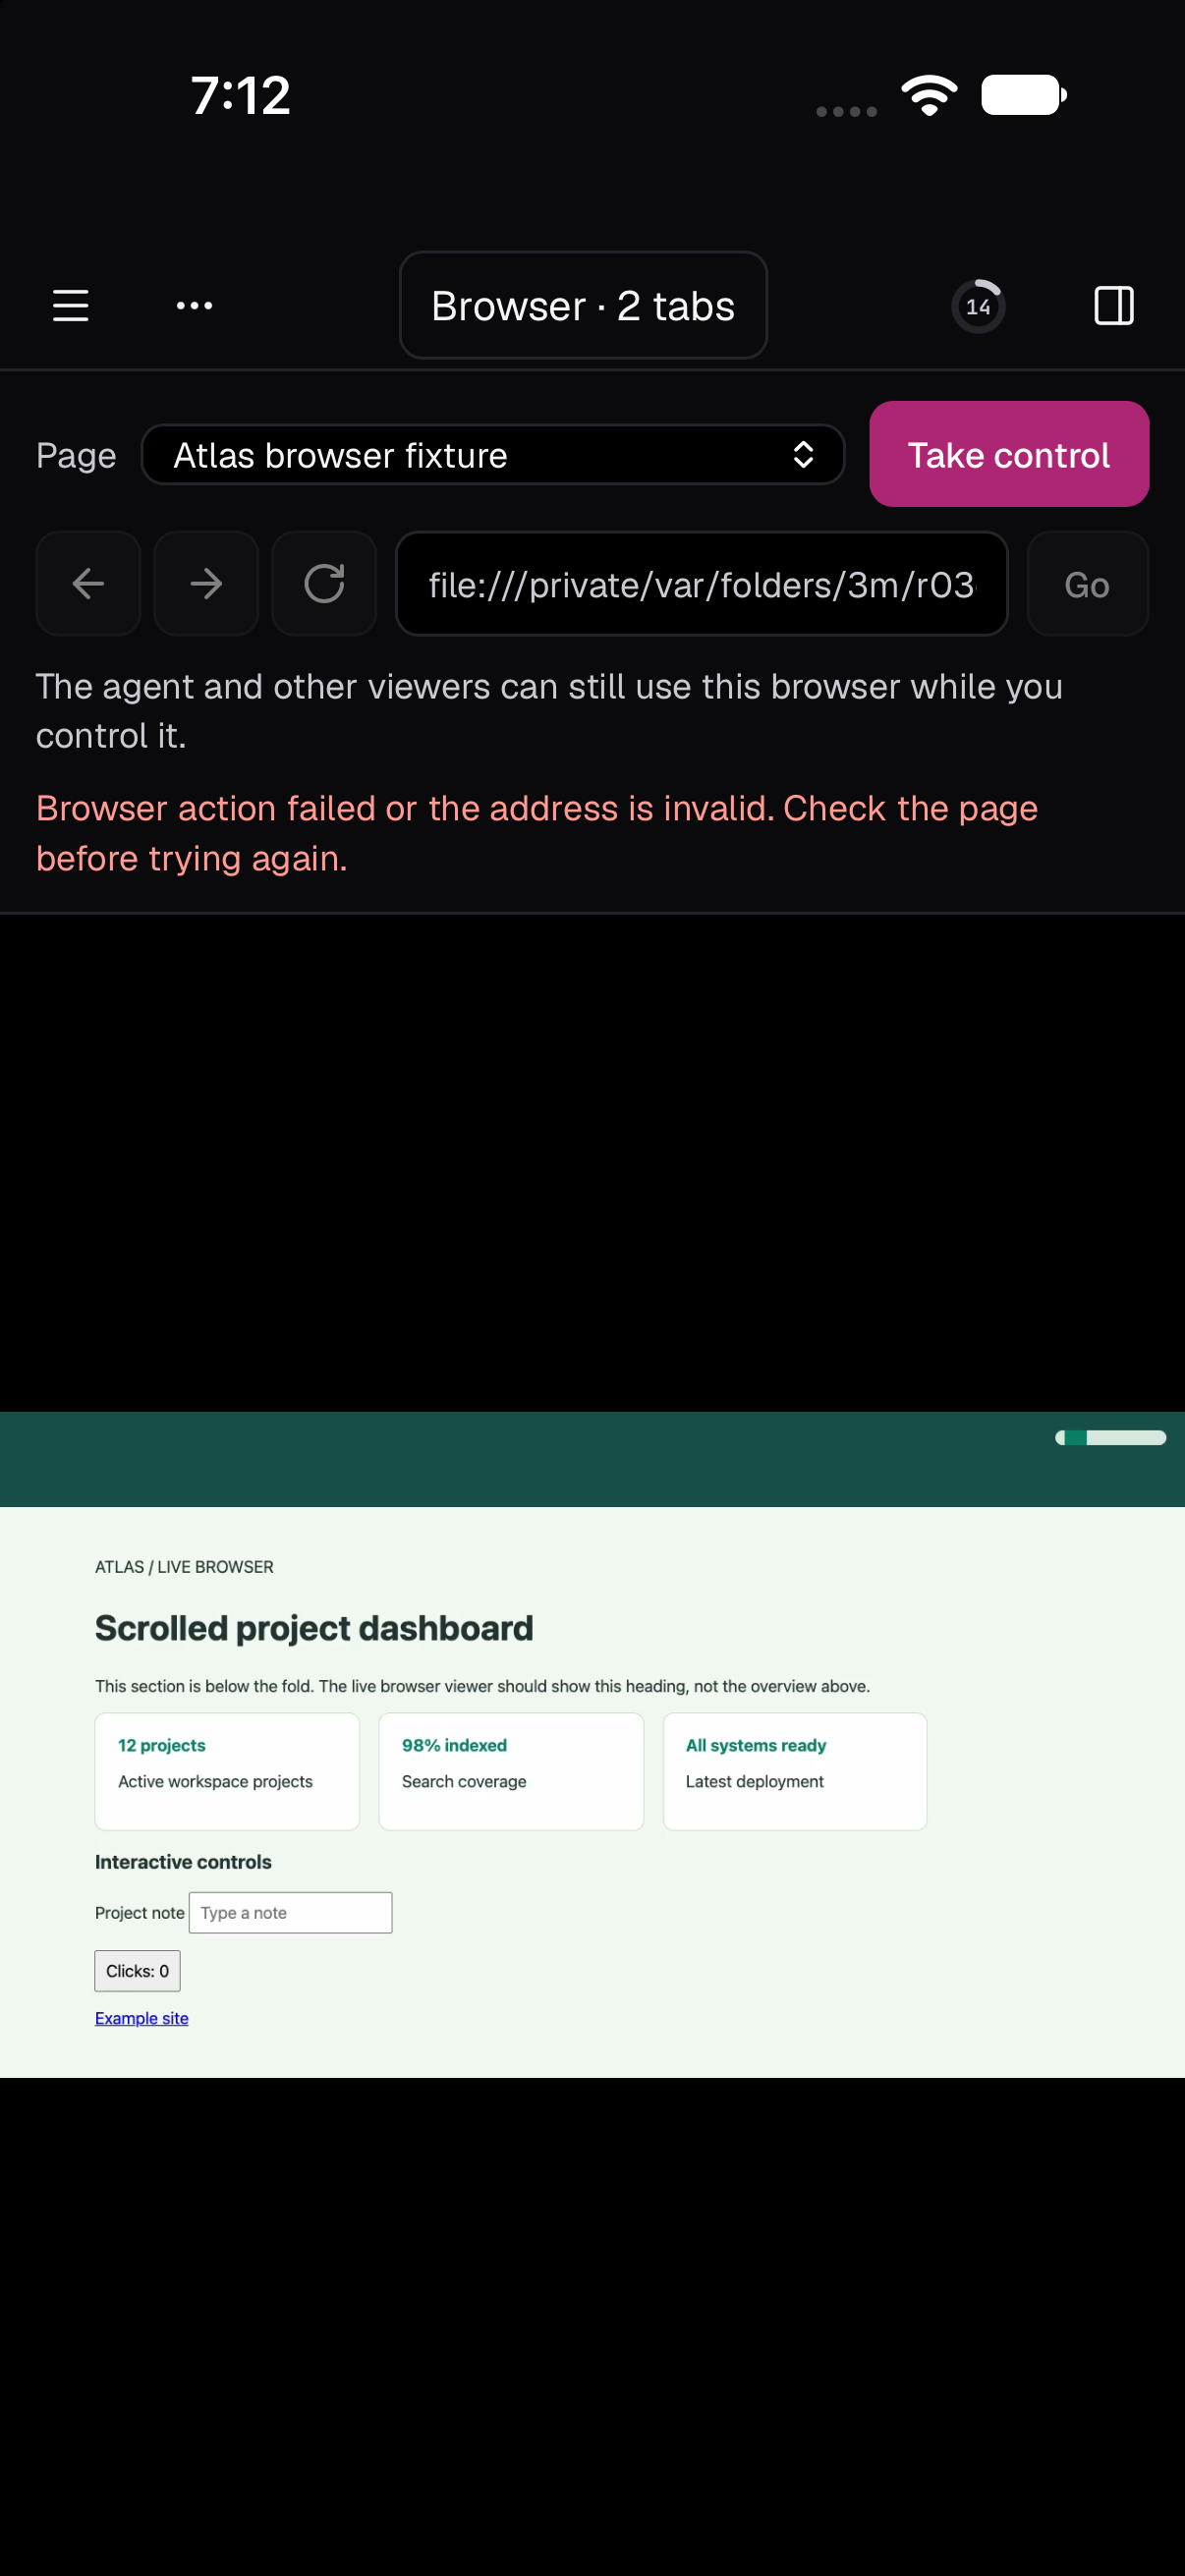 7:12
Browser · 2 tabs
14
Page
Atlas browser fixture
Take control
file:///private/var/folders/3m/r03
Go
The agent and other viewers can still use this browser while you
control it.
Browser action failed or the address is invalid. Check the page
before trying again.
ATLAS / LIVE BROWSER
Scrolled project dashboard
This section is below the fold. The live browser viewer should show this heading, not the overview above.
12 projects
Active workspace projects
98% indexed
Search coverage
All systems ready
Latest deployment
Interactive controls
Project note
Type a note
Clicks: 0
Example site